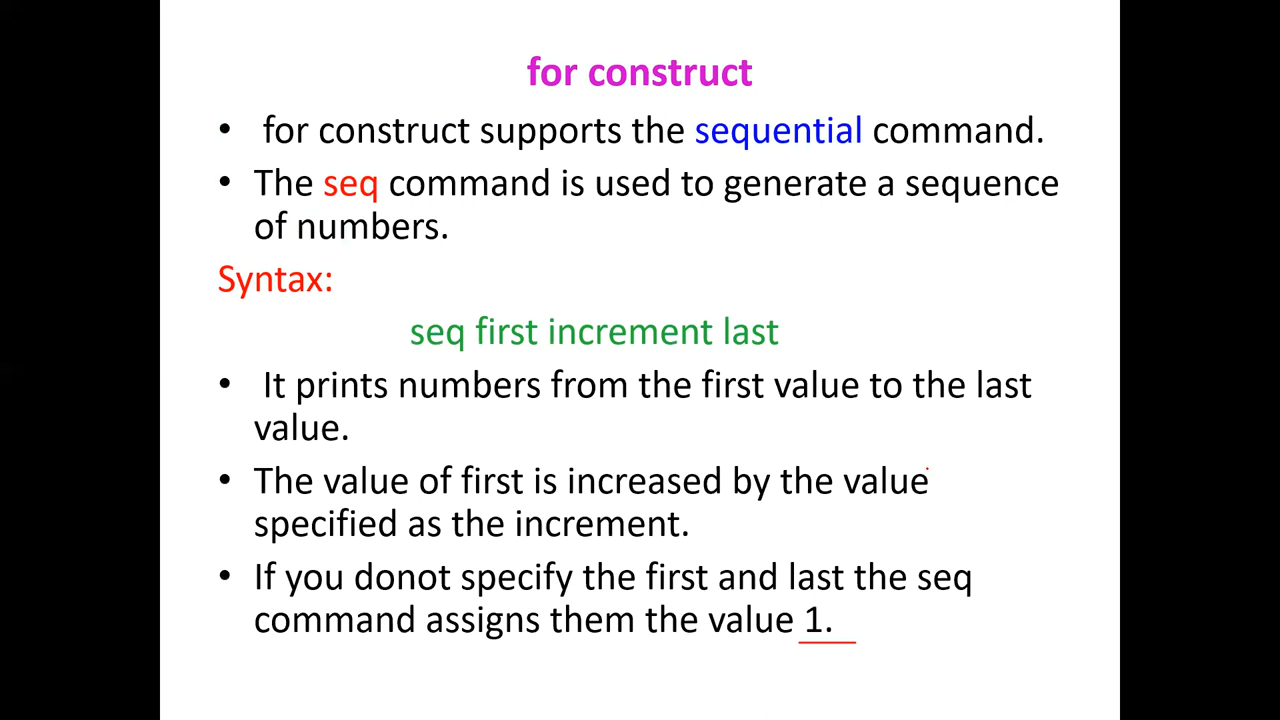 for construct
• for construct supports the sequential command.
• The seq command is used to generate a sequence
of numbers.
Syntax:
seq first increment last
• It prints numbers from the first value to the last
value.
• The value of first is increased by the value
specified as the increment.
• If you donot specify the first and last the seq
command assigns them the value 1.